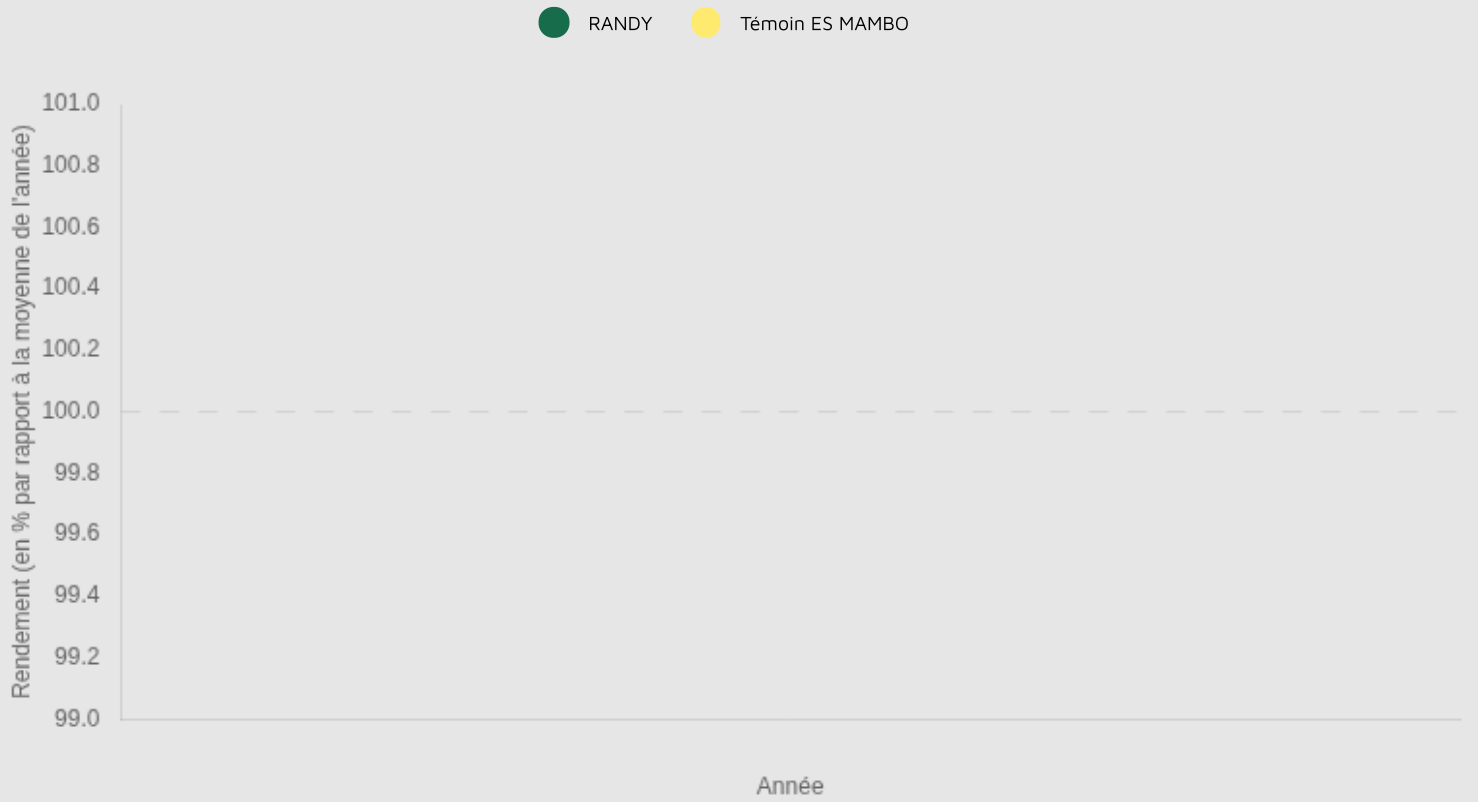 RANDY
Témoin ES MAMBO
Rendement (en % par rapport à la moyenne de l'année)
101.0
100.8
100.6
100.4
100.2
100.0
99.8
99.6
99.4
99.2
99.0
Année